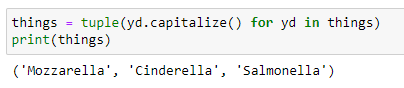 things = tuple(yd.capitalize() for yd in things)
print(things)
('Mozzarella', 'Cinderella', 'Salmonella')